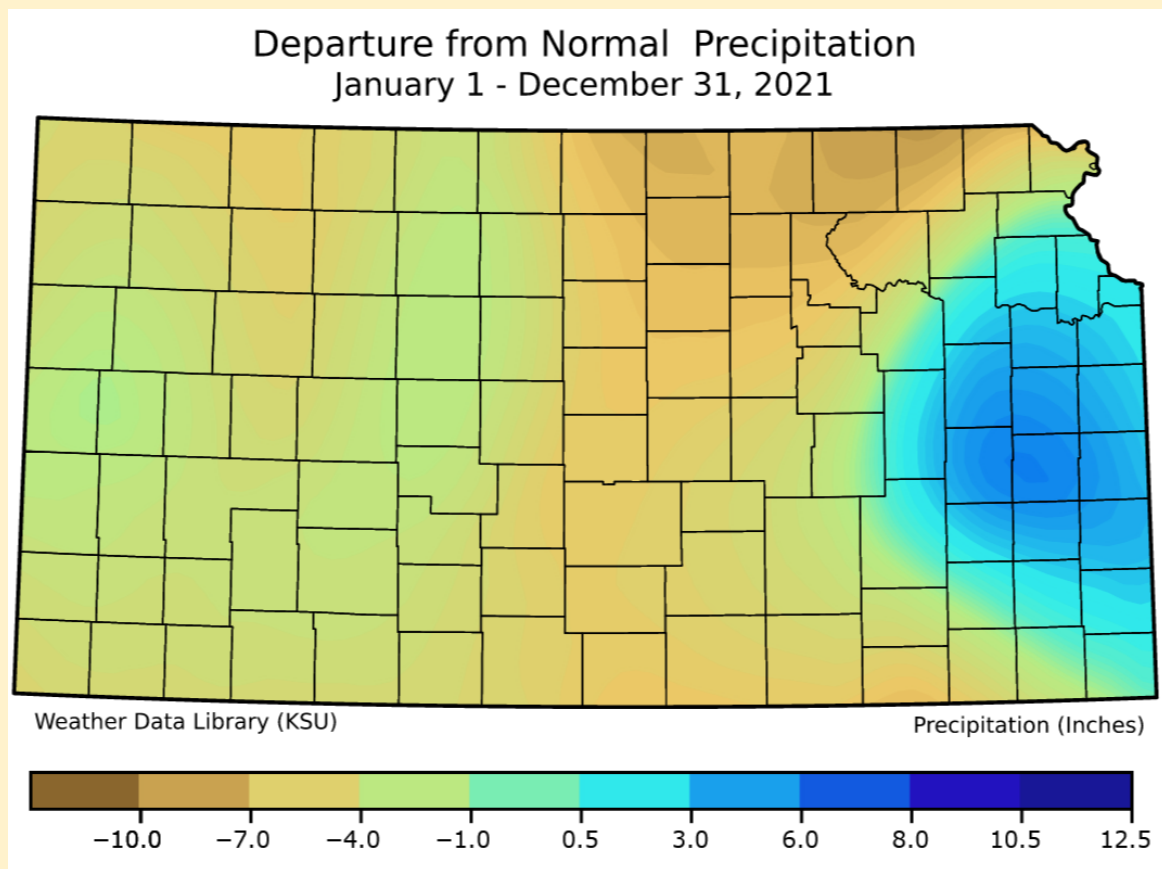 Departure from Normal  Precipitation
January 1 - December 31, 2021
Weather Data Library (KSU)
Precipitation (Inches)
−10.0 −7.0 −4.0 −1.0 0.5 3.0 6.0 8.0 10.5 12.5